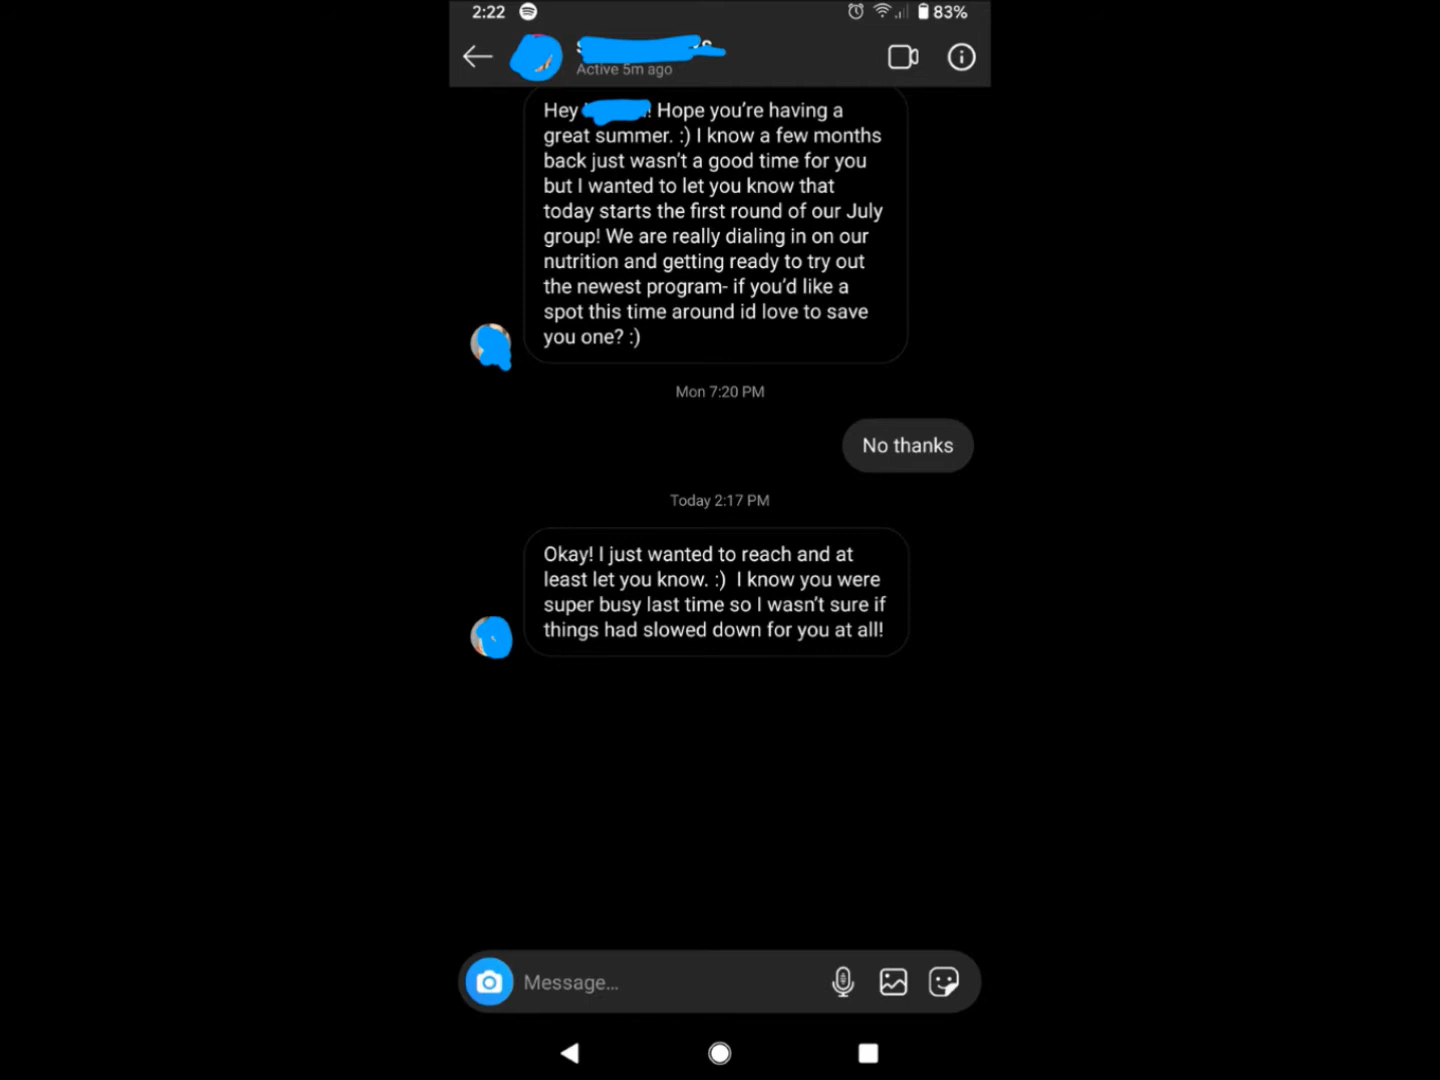 2:22
83%
Active 5m ago
Hey ! Hope you’re having a
great summer. :) I know a few months
back just wasn’t a good time for you
but I wanted to let you know that
today starts the first round of our July
group! We are really dialing in on our
nutrition and getting ready to try out
the newest program- if you’d like a
spot this time around id love to save
you one? :)
Mon 7:20 PM
No thanks
Today 2:17 PM
Okay! I just wanted to reach and at
least let you know. :)  I know you were
super busy last time so I wasn’t sure if
things had slowed down for you at all!
Message...